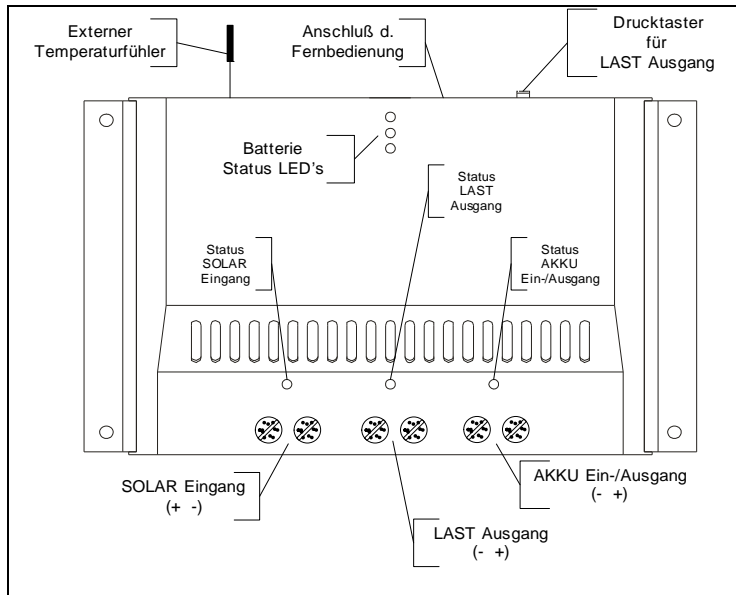 Externer
Temperaturfühler
Anschluß d.
Fernbedienung
Drucktaster
für
LAST Ausgang
Batterie
Status LED's
Status
LAST
Ausgang
Status
SOLAR
Eingang
Status
AKKU
Ein-/Ausgang
SOLAR Eingang
(+ -)
LAST Ausgang
(- +)
AKKU Ein-/Ausgang
(- +)